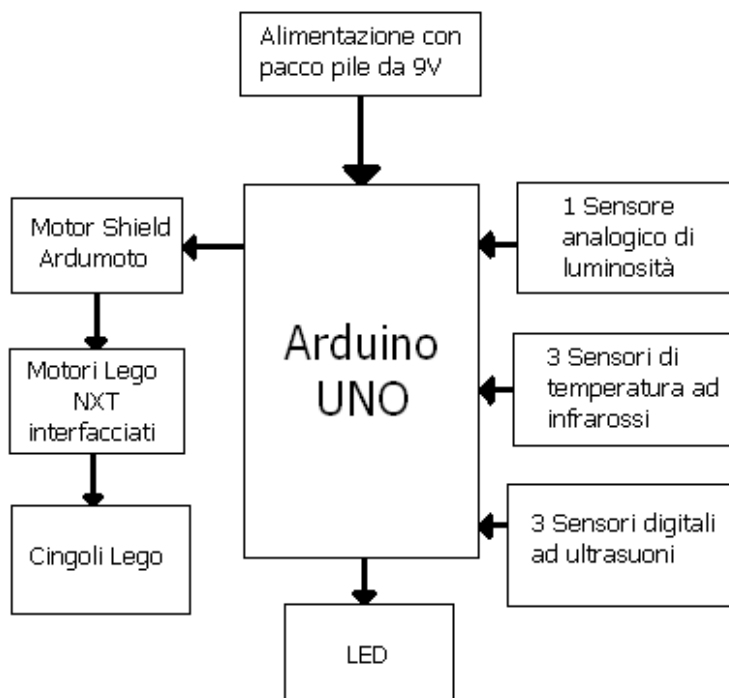 Alimentazione con
pacco pile da 9V
Motor Shield
Ardumoto
1 Sensore
analogico di
luminosità
Arduino
UNO
Motori Lego
NXT
interfacciati
3 Sensori di
temperatura ad
infrarossi
Cingoli Lego
3 Sensori digitali
ad ultrasuoni
LED